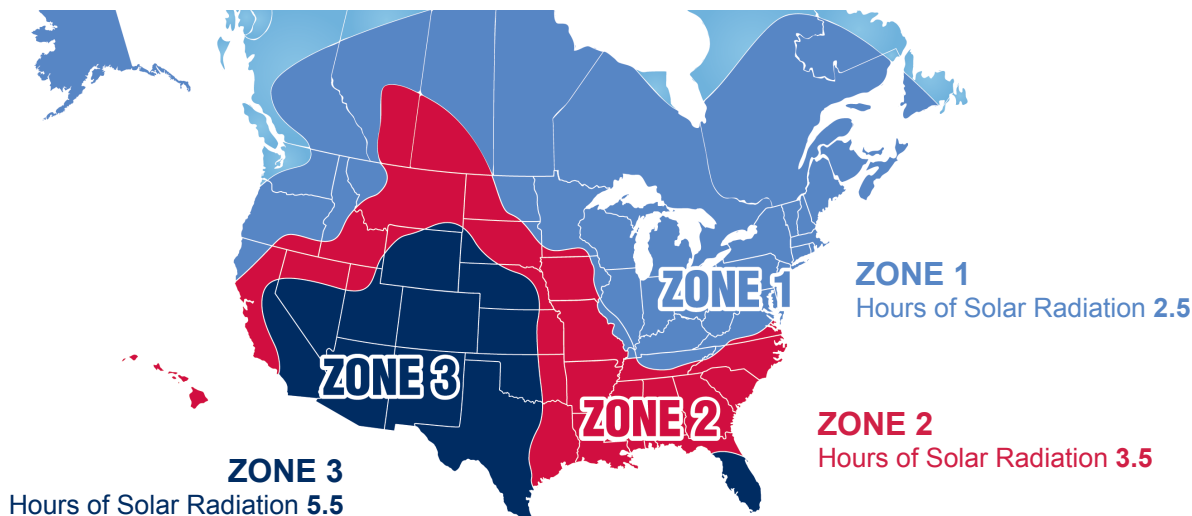 ZONE 1
ZONE 1
Hours of Solar Radiation 2.5
ZONE 3
ZONE 2
ZONE 2
Hours of Solar Radiation 3.5
ZONE 3
Hours of Solar Radiation 5.5